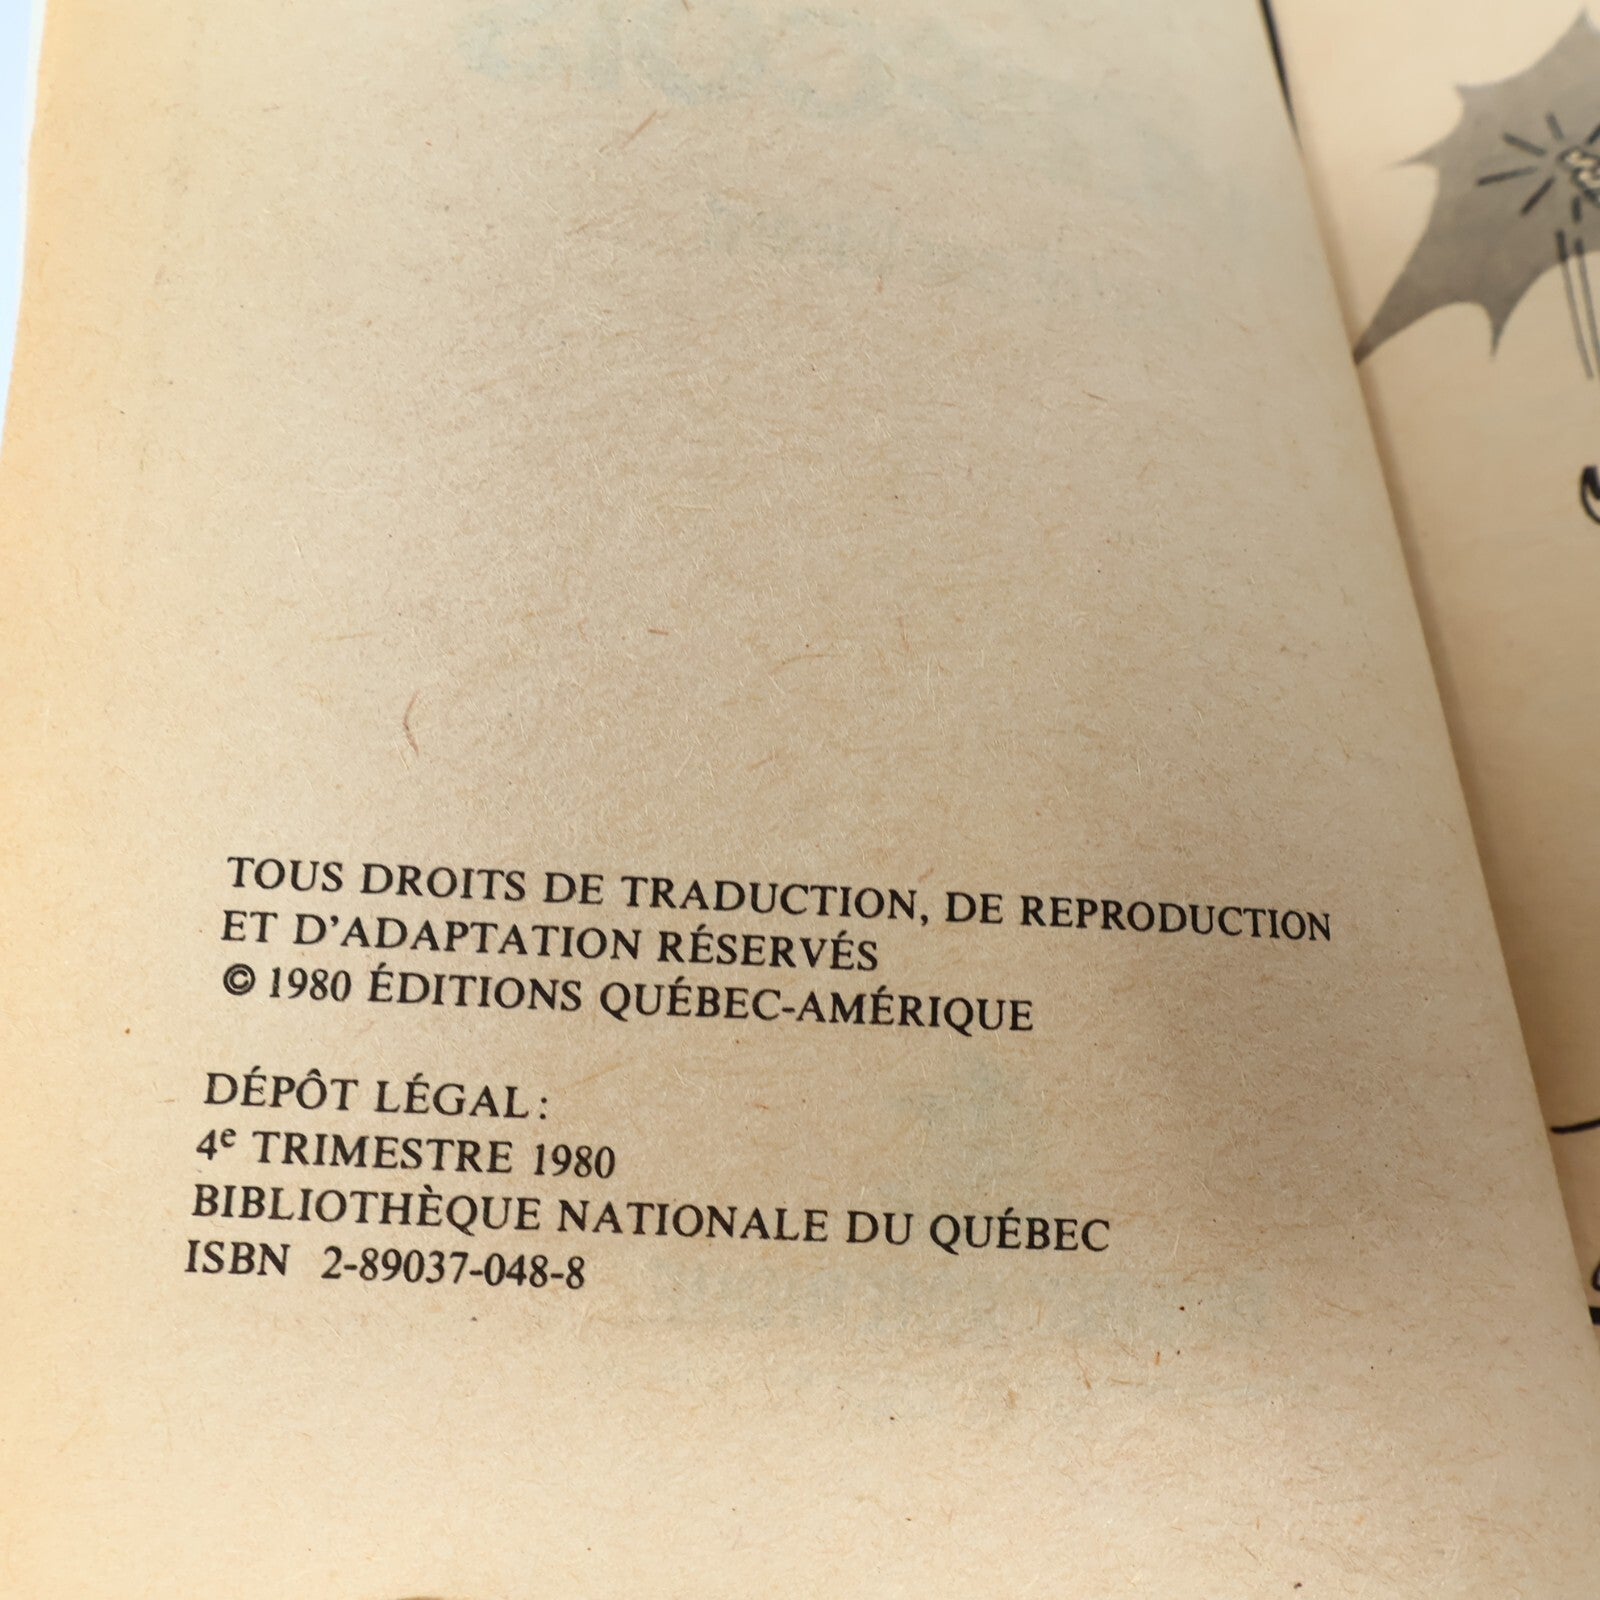 TOUS DROITS DE TRADUCTION, DE REPRODUCTION
ET D'ADAPTATION RÉSERVÉS
© 1980 ÉDITIONS QUÉBEC-AMÉRIQUE
DÉPÔT LÉGAL :
4e TRIMESTRE 1980
BIBLIOTHÈQUE NATIONALE DU QUÉBEC
ISBN 2-89037-048-8